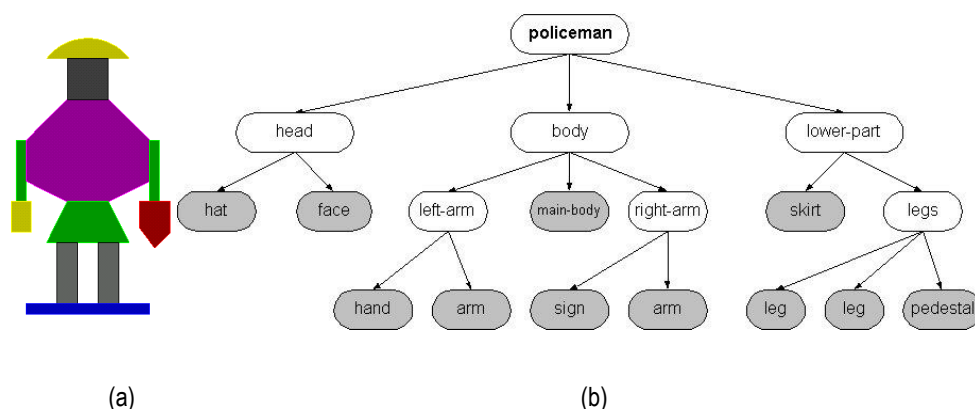 policeman
head body lower-part
hat face left-arm main-body right-arm skirt legs
hand arm sign arm leg leg pedestal
(a) (b)